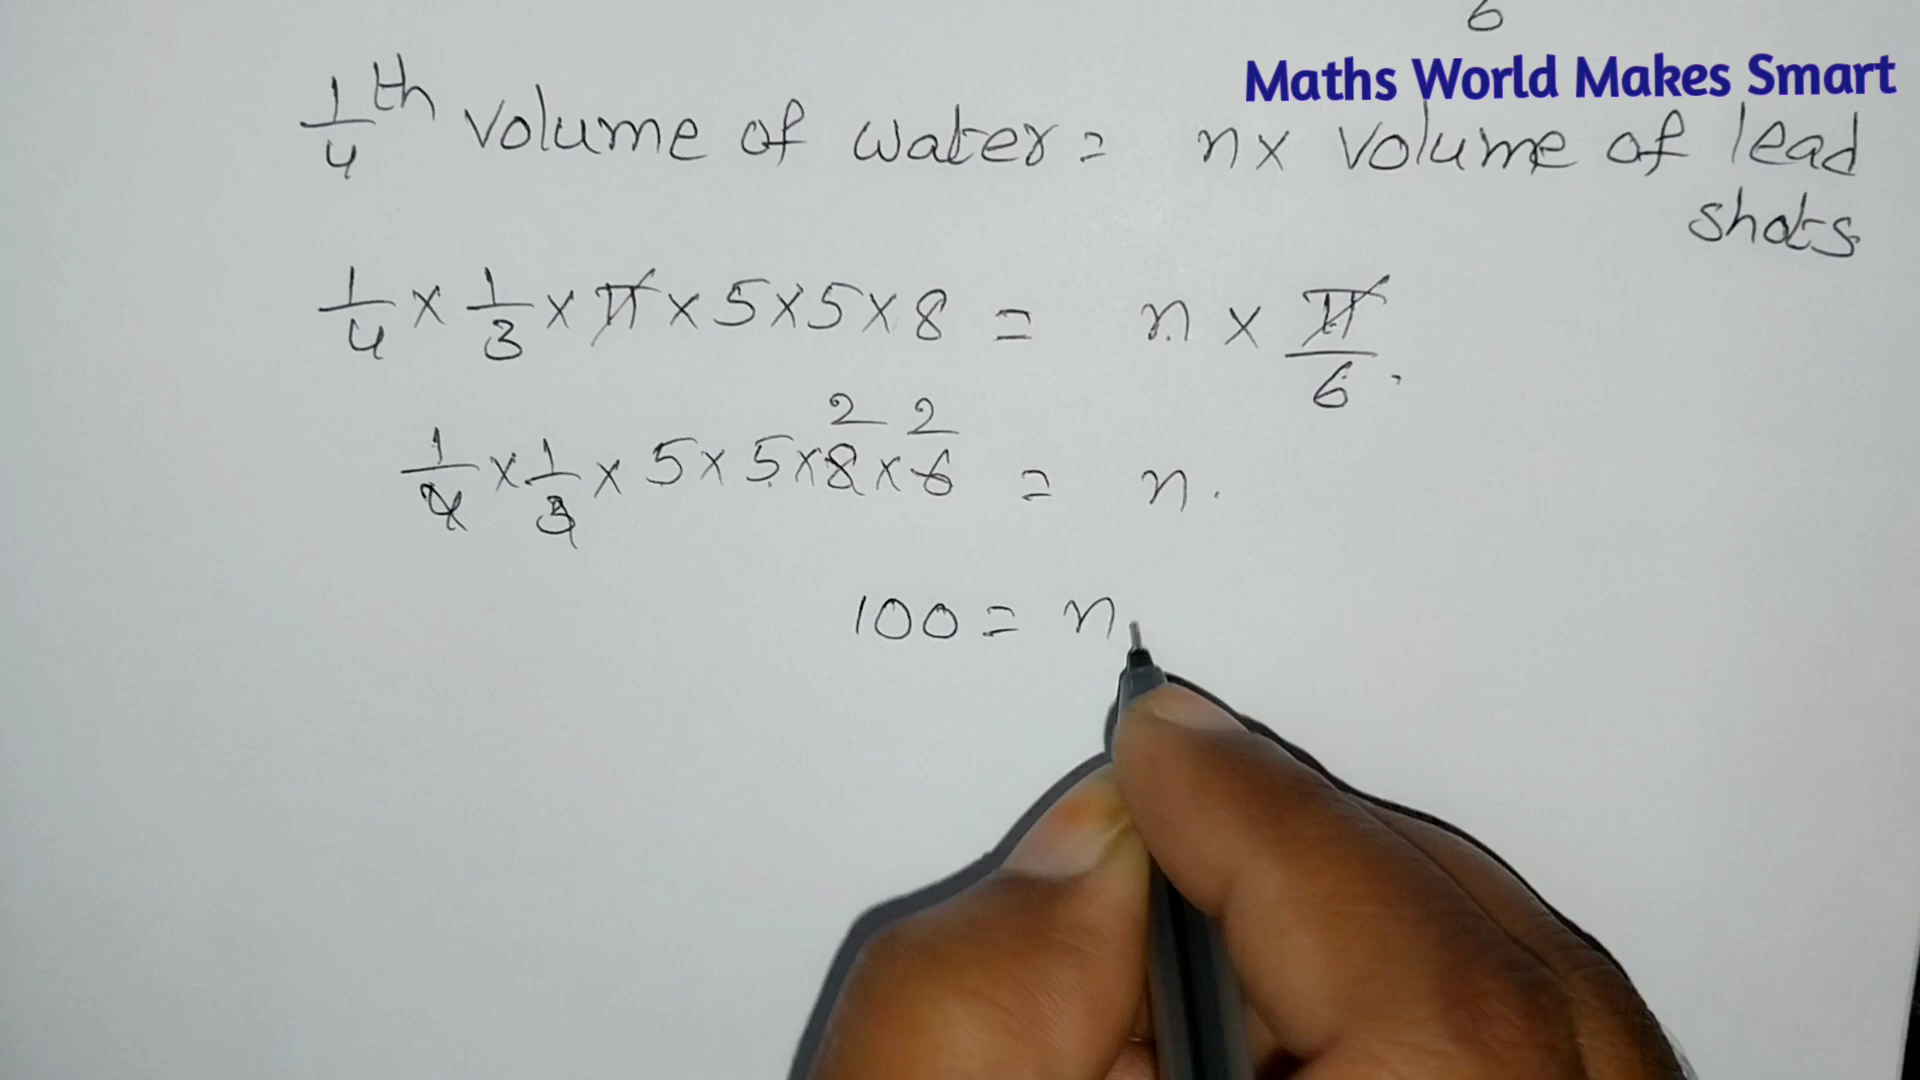 6
Maths World Makes Smart
1/4 th volume of water = n x volume of lead
shots.
1/4 × 1/3 × π × 5 × 5 × 8 = n × π/6.
2 2
1/4 × 1/3 × 5 × 5 × 8 × 6 = n.
100 = n